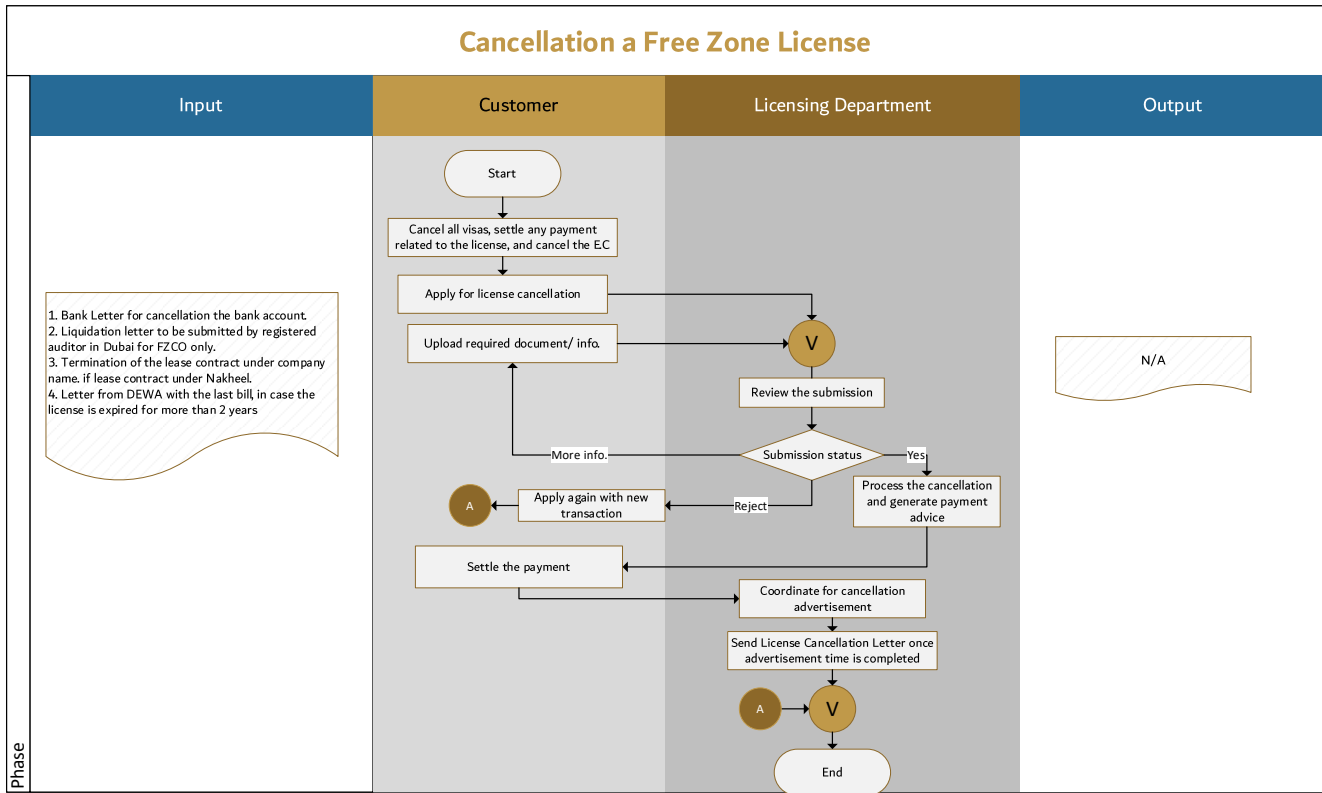 Cancellation a Free Zone License
Input
Customer
Licensing Department
Output
Phase
1. Bank Letter for cancellation the bank account.
2. Liquidation letter to be submitted by registered
auditor in Dubai for FZCO only.
3. Termination of the lease contract under company
name. if lease contract under Nakheel.
4. Letter from DEWA with the last bill, in case the
license is expired for more than 2 years
Start
Cancel all visas, settle any payment
related to the license, and cancel the E.C
Apply for license cancellation
Upload required document/ info.
V
Review the submission
Submission status
More info.
Yes
Reject
Process the cancellation
and generate payment
advice
Apply again with new
transaction
A
Settle the payment
Coordinate for cancellation
advertisement
Send License Cancellation Letter once
advertisement time is completed
A
V
End
N/A